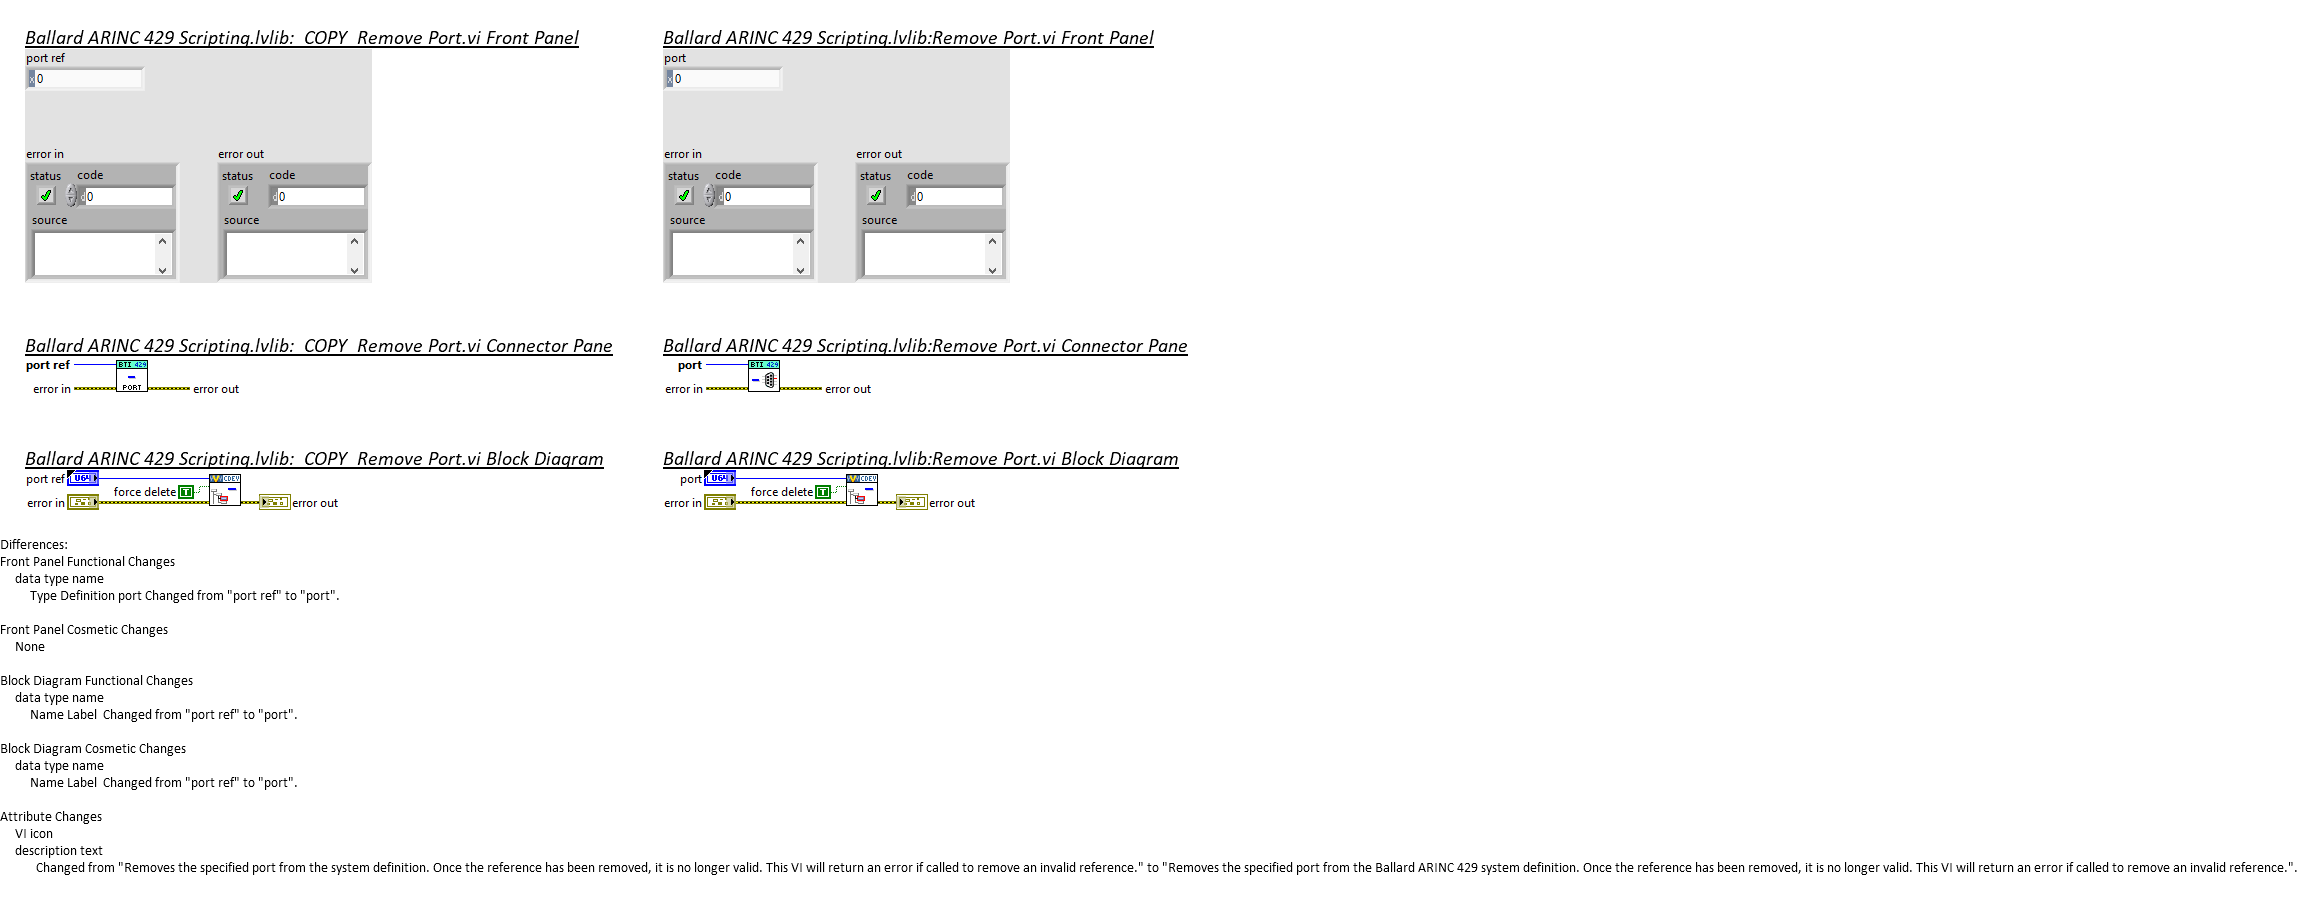 Ballard ARINC 429 Scripting.lvlib:  COPY  Remove Port.vi Front Panel
port ref
x 0
error in
error out
status code
d 0
source
status code
d 0
source
Ballard ARINC 429 Scripting.lvlib:Remove Port.vi Front Panel
port
x 0
error in
error out
status code
d 0
source
status code
d 0
source
Ballard ARINC 429 Scripting.lvlib:  COPY  Remove Port.vi Connector Pane
port ref
BTI 429
PORT
error in
error out
Ballard ARINC 429 Scripting.lvlib:Remove Port.vi Connector Pane
port
BTI 429
error in
error out
Ballard ARINC 429 Scripting.lvlib:  COPY  Remove Port.vi Block Diagram
port ref
U64
CDEV
force delete T
error in
error out
Ballard ARINC 429 Scripting.lvlib:Remove Port.vi Block Diagram
port
U64
CDEV
force delete T
error in
error out
Differences:
Front Panel Functional Changes
data type name
Type Definition port Changed from "port ref" to "port".
Front Panel Cosmetic Changes
None
Block Diagram Functional Changes
data type name
Name Label  Changed from "port ref" to "port".
Block Diagram Cosmetic Changes
data type name
Name Label  Changed from "port ref" to "port".
Attribute Changes
VI icon
description text
Changed from "Removes the specified port from the system definition. Once the reference has been removed, it is no longer valid. This VI will return an error if called to remove an invalid reference." to "Removes the specified port from the Ballard ARINC 429 system definition. Once the reference has been removed, it is no longer valid. This VI will return an error if called to remove an invalid reference.".